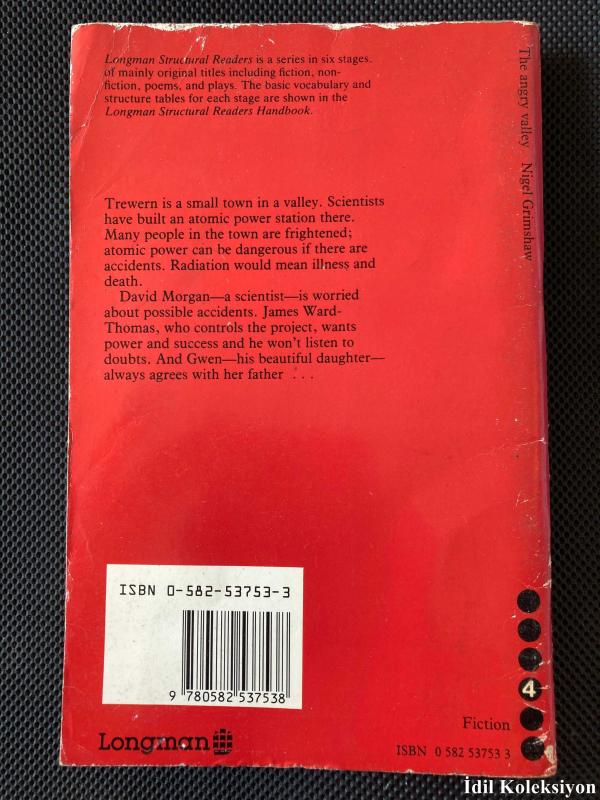 Longman Structural Readers is a series in six stages.
of mainly original titles including fiction, non-
fiction, poems, and plays. The basic vocabulary and
structure tables for each stage are shown in the
Longman Structural Readers Handbook.
Trewern is a small town in a valley. Scientists
have built an atomic power station there.
Many people in the town are frightened;
atomic power can be dangerous if there are
accidents. Radiation would mean illness and
death.
David Morgan—a scientist—is worried
about possible accidents. James Ward-
Thomas, who controls the project, wants
power and success and he won't listen to
doubts. And Gwen—his beautiful daughter—
always agrees with her father . . .
The angry valley Nigel Grimshaw
ISBN 0-582-53753-3
9 780582 537538
4
Longman
Fiction
ISBN 0 582 53753 3
İdil Koleksiyon